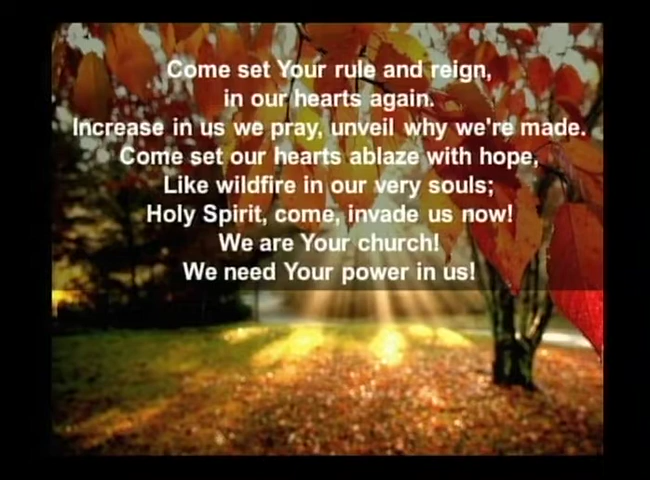 Come set Your rule and reign,
in our hearts again.
Increase in us we pray, unveil why we're made.
Come set our hearts ablaze with hope,
Like wildfire in our very souls;
Holy Spirit, come, invade us now!
We are Your church!
We need Your power in us!